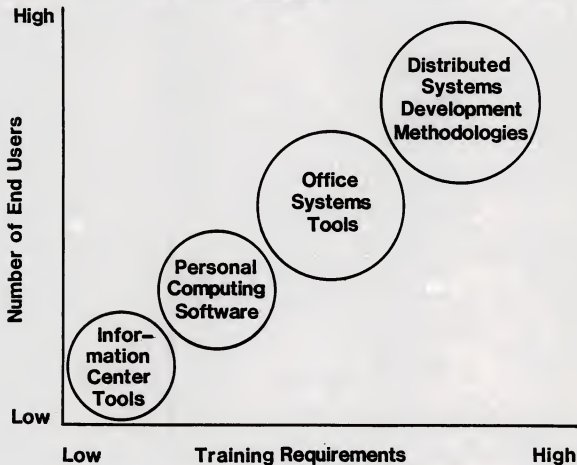 High
Distributed
Systems
Development
Methodologies
Office
Systems
Tools
Personal
Computing
Software
Infor–
mation
Center
Tools
Number of End Users
Low
Low Training Requirements High